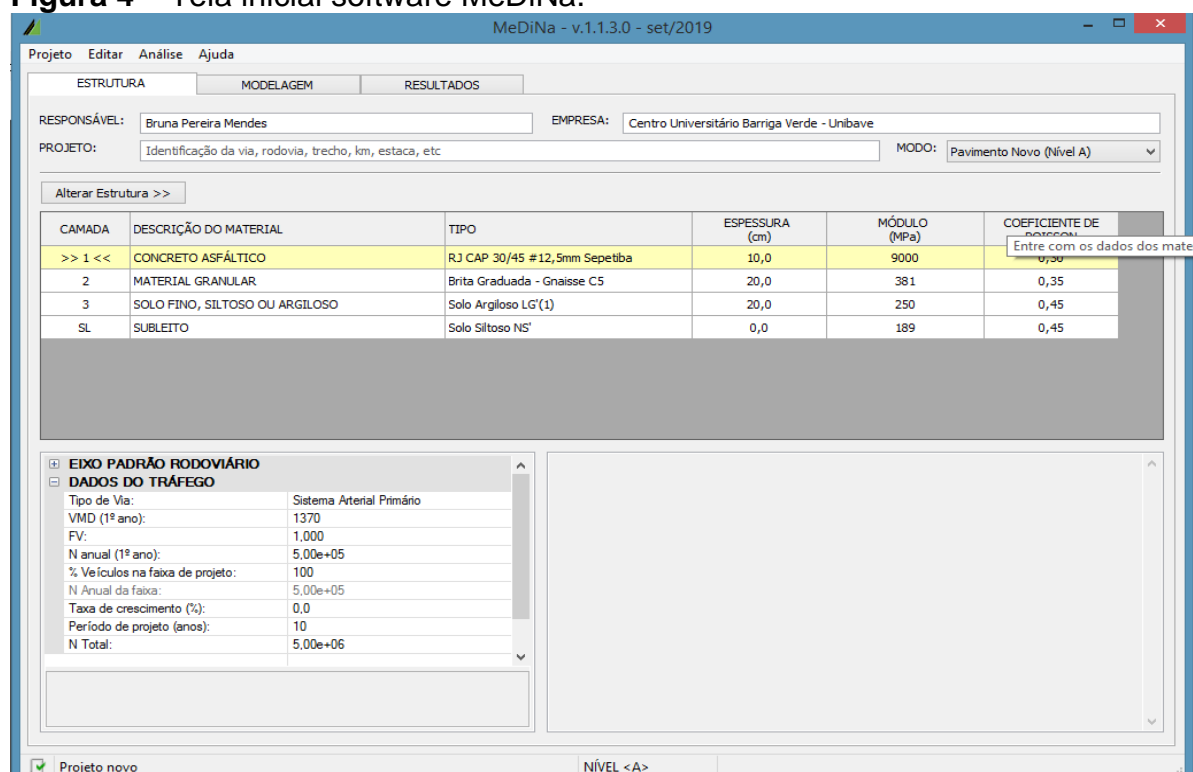 Figura 4 – Tela inicial software MeDiNa.
MeDiNa - v.1.1.3.0 - set/2019
Projeto Editar Análise Ajuda
ESTRUTURA MODELAGEM RESULTADOS
RESPONSÁVEL: Bruna Pereira Mendes EMPRESA: Centro Universitário Barriga Verde - Unibave
PROJETO: Identificação da via, rodovia, trecho, km, estaca, etc MODO: Pavimento Novo (Nível A)
Alterar Estrutura >>
CAMADA DESCRIÇÃO DO MATERIAL TIPO ESPESSURA (cm) MÓDULO (MPa) COEFICIENTE DE POISSON
Entre com os dados dos mate
>> 1 << CONCRETO ASFÁLTICO RJ CAP 30/45 #12,5mm Sepetiba 10,0 9000 0,30
2 MATERIAL GRANULAR Brita Graduada - Gnaisse C5 20,0 381 0,35
3 SOLO FINO, SILTOSO OU ARGILOSO Solo Argiloso LG'(1) 20,0 250 0,45
SL SUBLEITO Solo Siltoso NS' 0,0 189 0,45
EIXO PADRÃO RODOVIÁRIO
DADOS DO TRÁFEGO
Tipo de Via: Sistema Arterial Primário
VMD (1º ano): 1370
FV: 1,000
N anual (1º ano): 5,00e+05
% Veículos na faixa de projeto: 100
N Anual da faixa: 5,00e+05
Taxa de crescimento (%): 0,0
Período de projeto (anos): 10
N Total: 5,00e+06
Projeto novo NÍVEL <A>